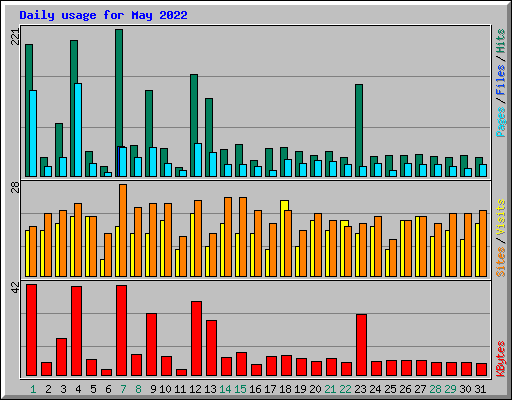 Daily usage for May 2022
221
Pages / Files / Hits
28
Sites / Visits
42
KBytes
1 2 3 4 5 6 7 8 9 10 11 12 13 14 15 16 17 18 19 20 21 22 23 24 25 26 27 28 29 30 31